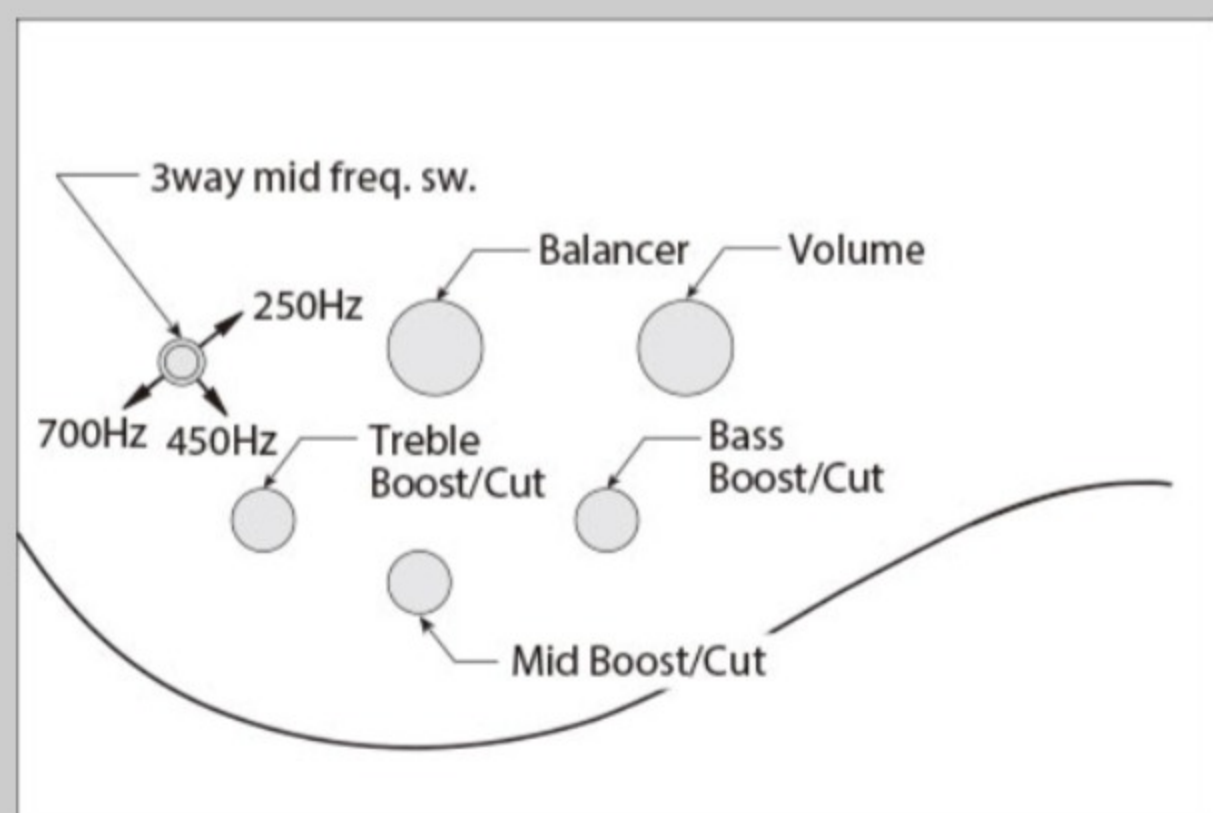 3way mid freq. sw.
Balancer
Volume
250Hz
700Hz
450Hz
Treble
Boost/Cut
Bass
Boost/Cut
Mid Boost/Cut